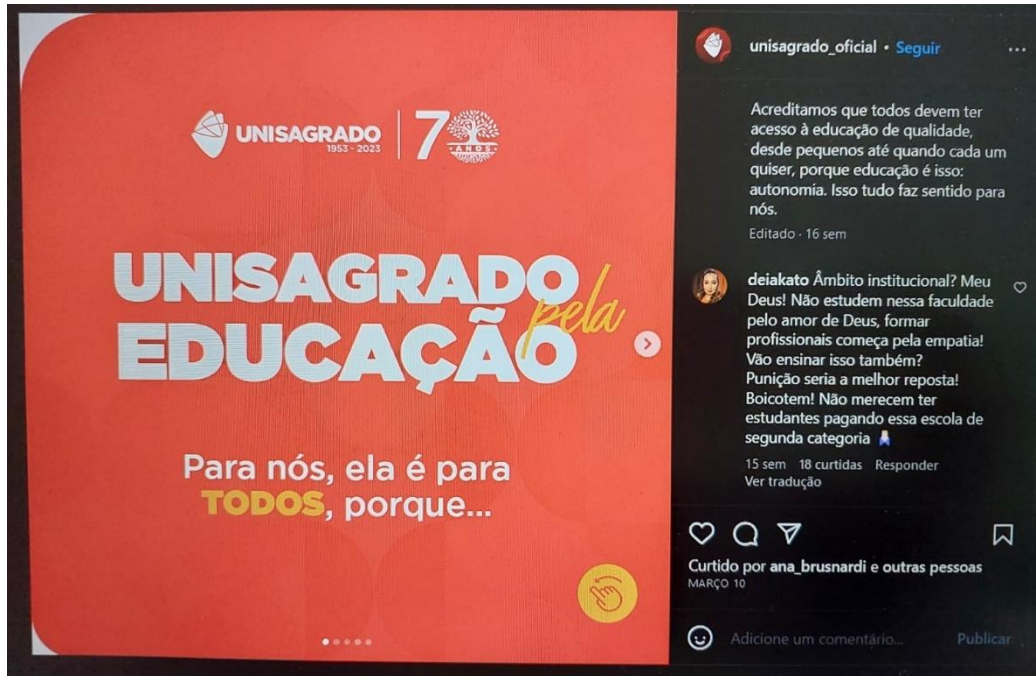 UNISAGRADO
1953 - 2023
70
ANOS
UNISAGRADO
pela
EDUCAÇÃO
Para nós, ela é para
TODOS, porque...
unisagrado_oficial • Seguir
Acreditamos que todos devem ter
acesso à educação de qualidade,
desde pequenos até quando cada um
quiser, porque educação é isso:
autonomia. Isso tudo faz sentido para
nós.
Editado · 16 sem
deiakato Âmbito institucional? Meu
Deus! Não estudem nessa faculdade
pelo amor de Deus, formar
profissionais começa pela empatia!
Vão ensinar isso também?
Punição seria a melhor reposta!
Boicotem! Não merecem ter
estudantes pagando essa escola de
segunda categoria
15 sem 18 curtidas Responder
Ver tradução
Curtido por ana_brusnardi e outras pessoas
MARÇO 10
Adicione um comentário...
Publicar